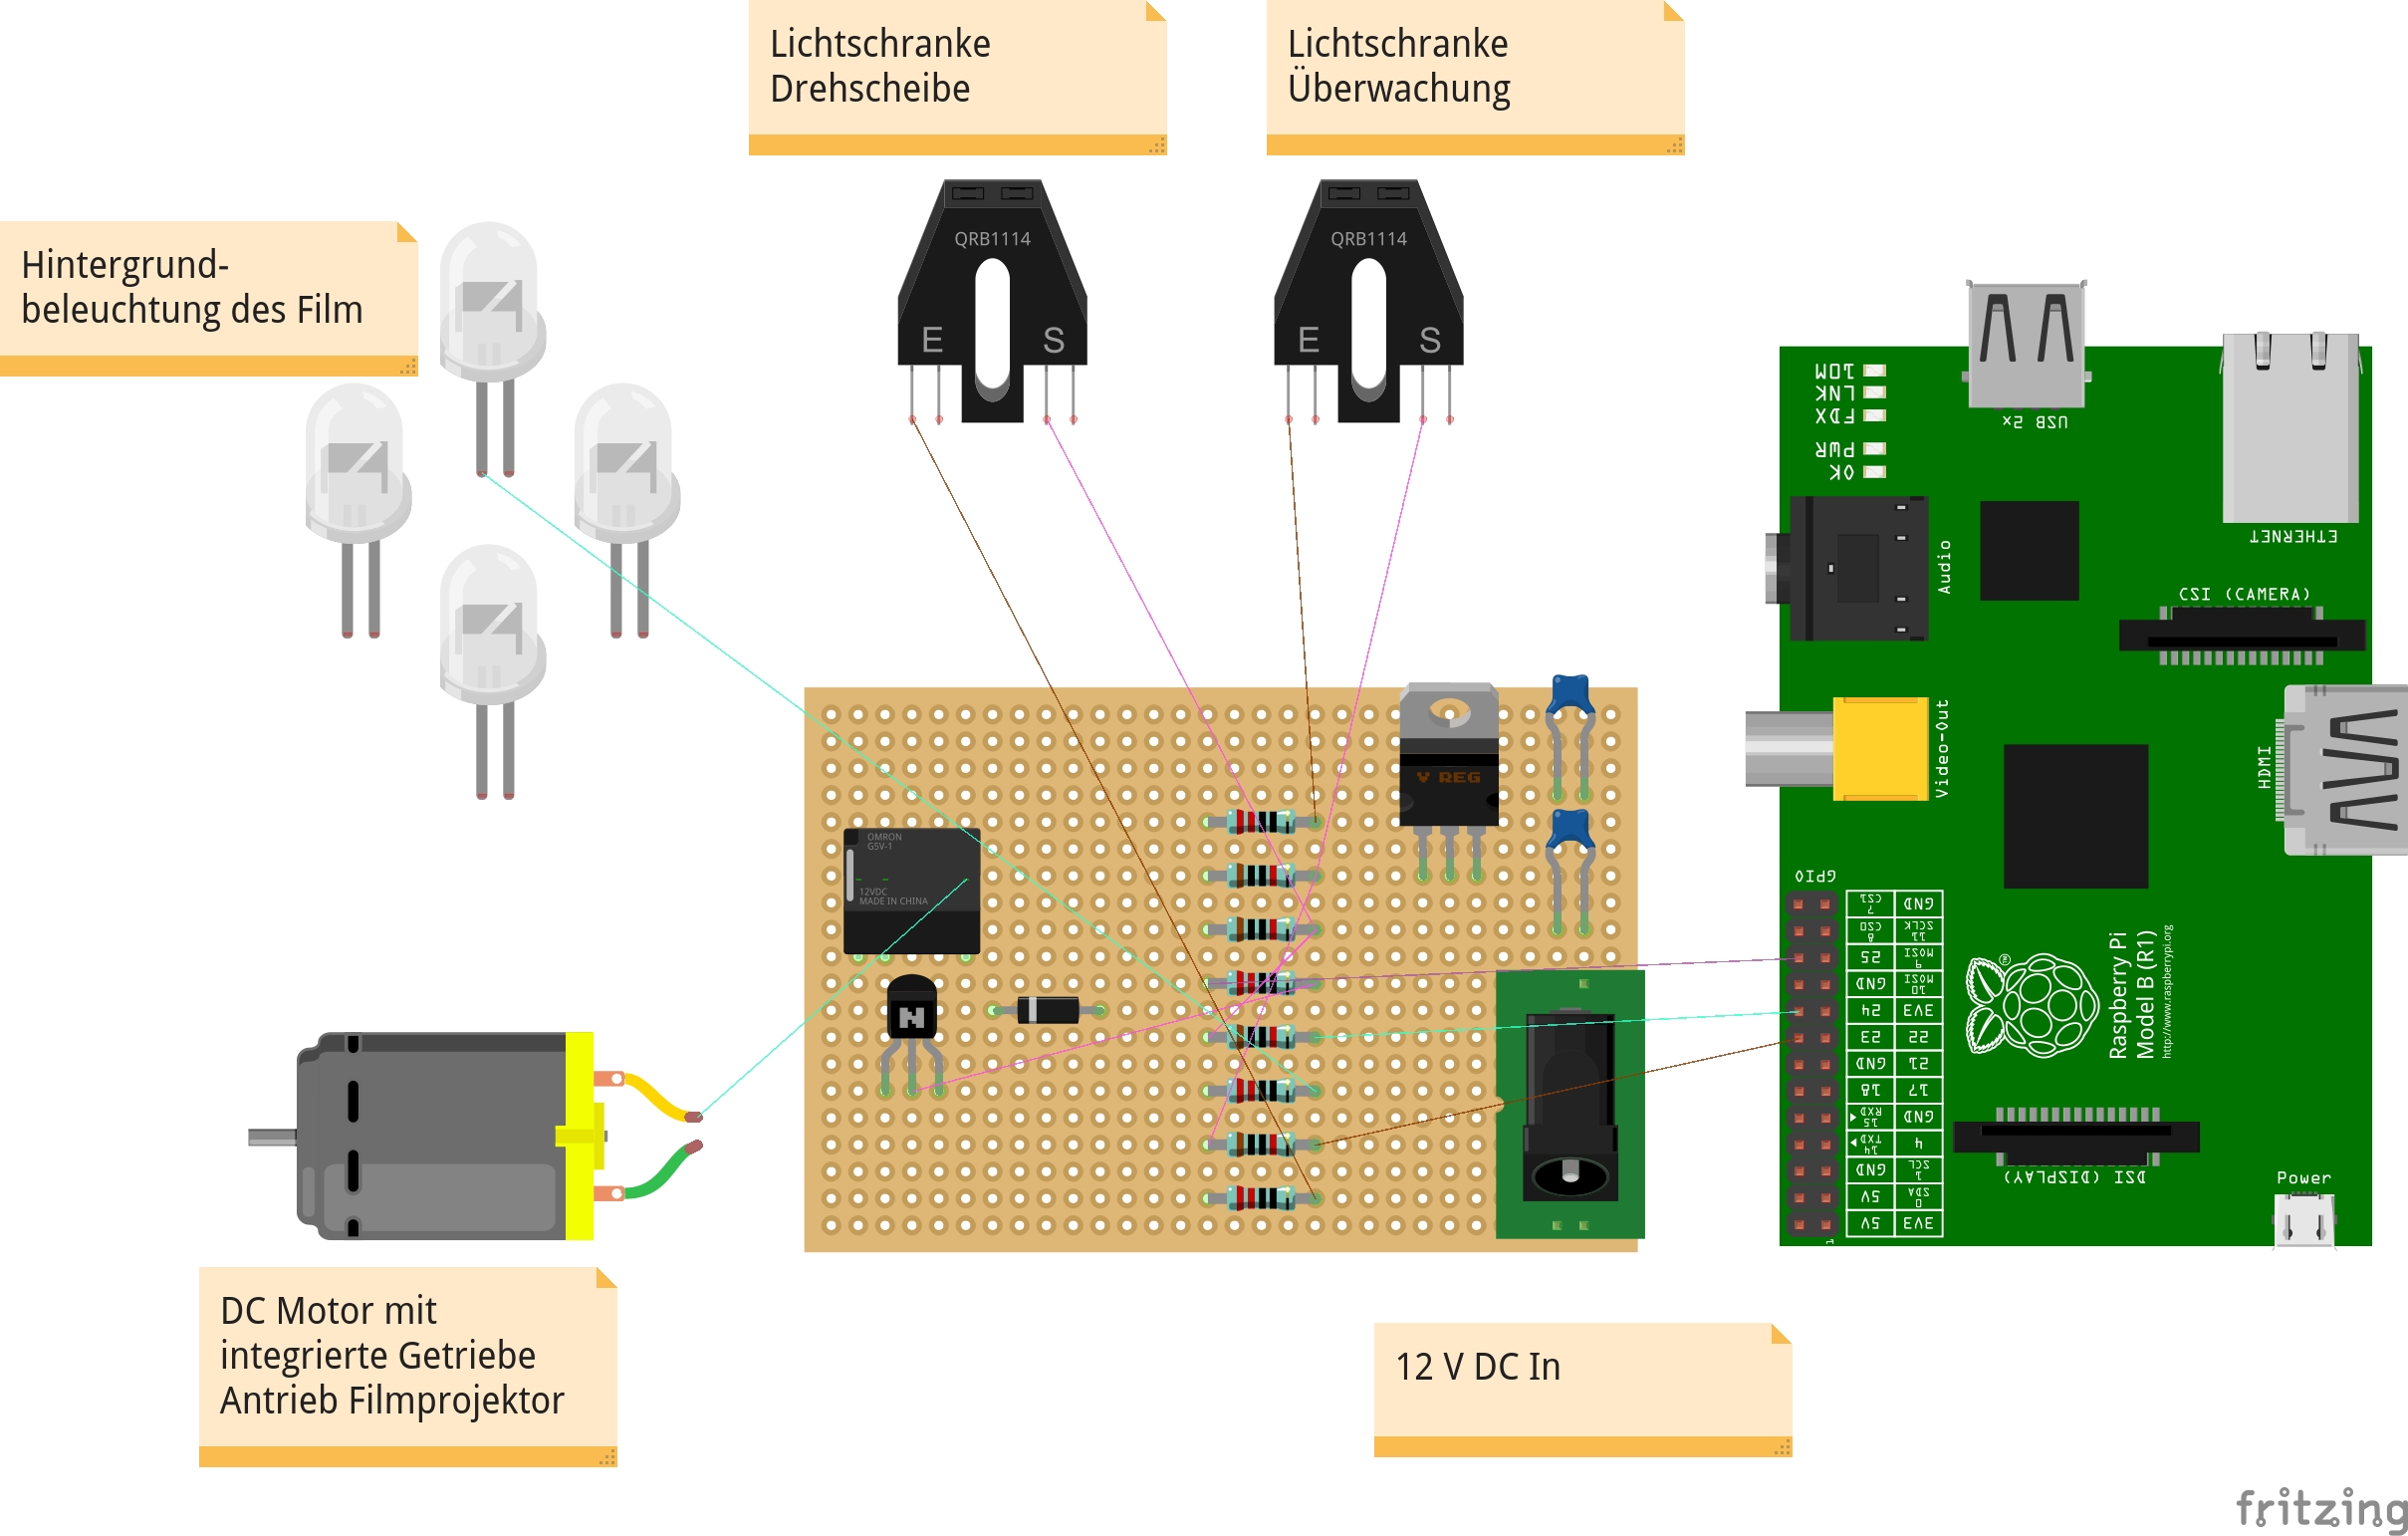 Lichtschranke
Drehscheibe
Lichtschranke
Überwachung
Hintergrund-
beleuchtung des Film
QRB1114
E S
QRB1114
E S
10M
LNK
FDX
PWR
OK
USB 2x
ETHERNET
Audio
CSI (CAMERA)
Video-Out
HDMI
V REG
OMRON
G5V-1
12VDC
MADE IN CHINA
N
GPIO
7 CS1 GND
8 CS0 11 SCLK
25 9 MOSI
GND 10 MOSI
24 3V3
23 22
GND 21
18 17
15 RXD GND
14 TXD 4
GND 1 SCL
5V 0 SDA
5V 3V3
1
Raspberry Pi
Model B (R1)
http://www.raspberrypi.org
DSI (DISPLAY)
Power
DC Motor mit
integrierte Getriebe
Antrieb Filmprojektor
12 V DC In
fritzing